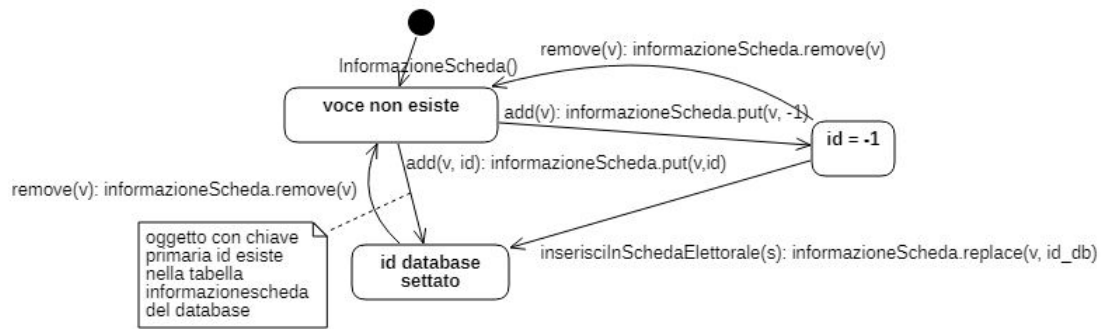 remove(v): informazioneScheda.remove(v)
InformazioneScheda()
voce non esiste
add(v): informazioneScheda.put(v, -1)
id = -1
add(v, id): informazioneScheda.put(v,id)
remove(v): informazioneScheda.remove(v)
oggetto con chiave
primaria id esiste
nella tabella
informazionescheda
del database
id database
settato
inserisciInSchedaElettorale(s): informazioneScheda.replace(v, id_db)